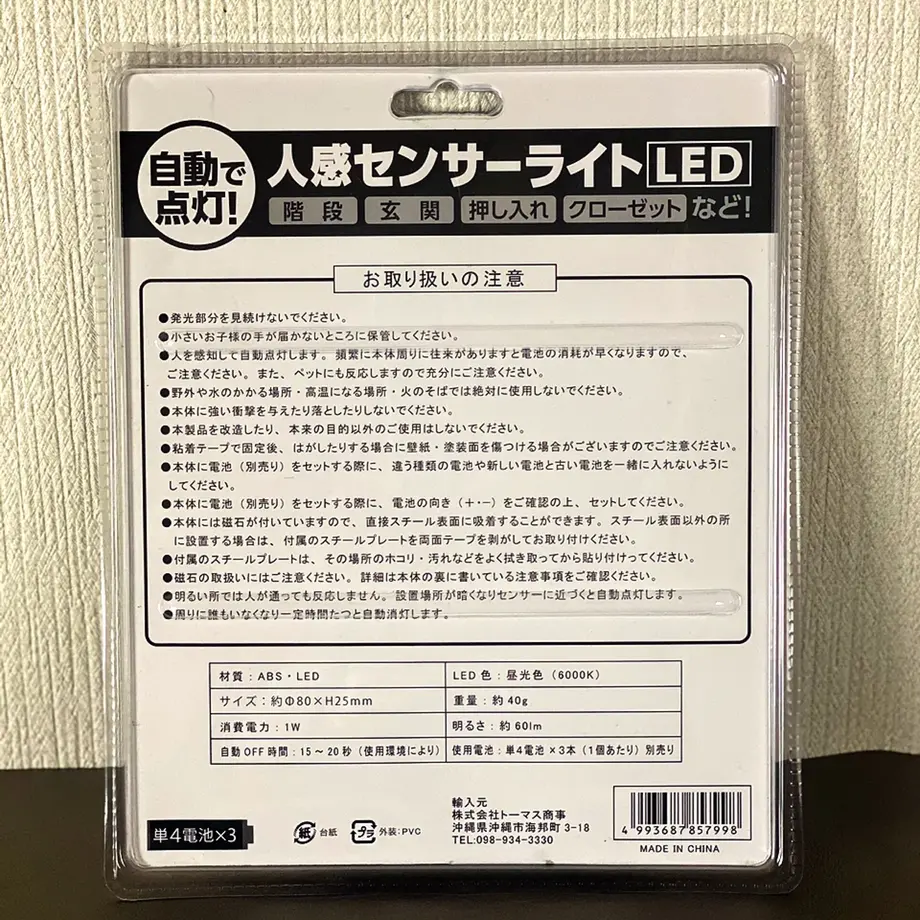 自動で
点灯!
人感センサーライト LED
階段 玄関 押し入れ クローゼット など!
お取り扱いの注意
●発光部分を見続けないでください。
●小さいお子様の手が届かないところに保管してください。
●人を感知して自動点灯します。頻繁に本体周りに往来がありますと電池の消耗が早くなりますので、
ご注意ください。また、ペットにも反応しますので充分にご注意ください。
●野外や水のかかる場所・高温になる場所・火のそばでは絶対に使用しないでください。
●本体に強い衝撃を与えたり落としたりしないでください。
●本製品を改造したり、本来の目的以外のご使用はしないでください。
●粘着テープで固定後、はがしたりする場合に壁紙・塗装面を傷つける場合がございますのでご注意ください。
●本体に電池（別売り）をセットする際に、違う種類の電池や新しい電池と古い電池を一緒に入れないように
してください。
●本体に電池（別売り）をセットする際に、電池の向き（＋・−）をご確認の上、セットしてください。
●本体には磁石が付いていますので、直接スチール表面に吸着することができます。スチール表面以外の所
に設置する場合は、付属のスチールプレートを両面テープを剥がしてお取り付けください。
●付属のスチールプレートは、その場所のホコリ・汚れなどをよく拭き取ってから貼り付けってください。
●磁石の取扱いにはご注意ください。詳細は本体の裏に書いている注意事項をご確認ください。
●明るい所では人が通っても反応しません。設置場所が暗くなりセンサーに近づくと自動点灯します。
●周りに誰もいなくなり一定時間たつと自動消灯します。
材質：ABS・LED LED 色：昼光色（6000K）
サイズ：約Φ80×H25mm 重量：約40g
消費電力：1W 明るさ：約60lm
自動OFF時間：15～20秒（使用環境により） 使用電池：単4電池×3本（1個あたり）別売り
単4電池×3
紙 台紙 プラ 外装：PVC
輸入元
株式会社トーマス商事
沖縄県沖縄市海邦町 3-18
TEL:098-934-3330
4 993687 857998
MADE IN CHINA